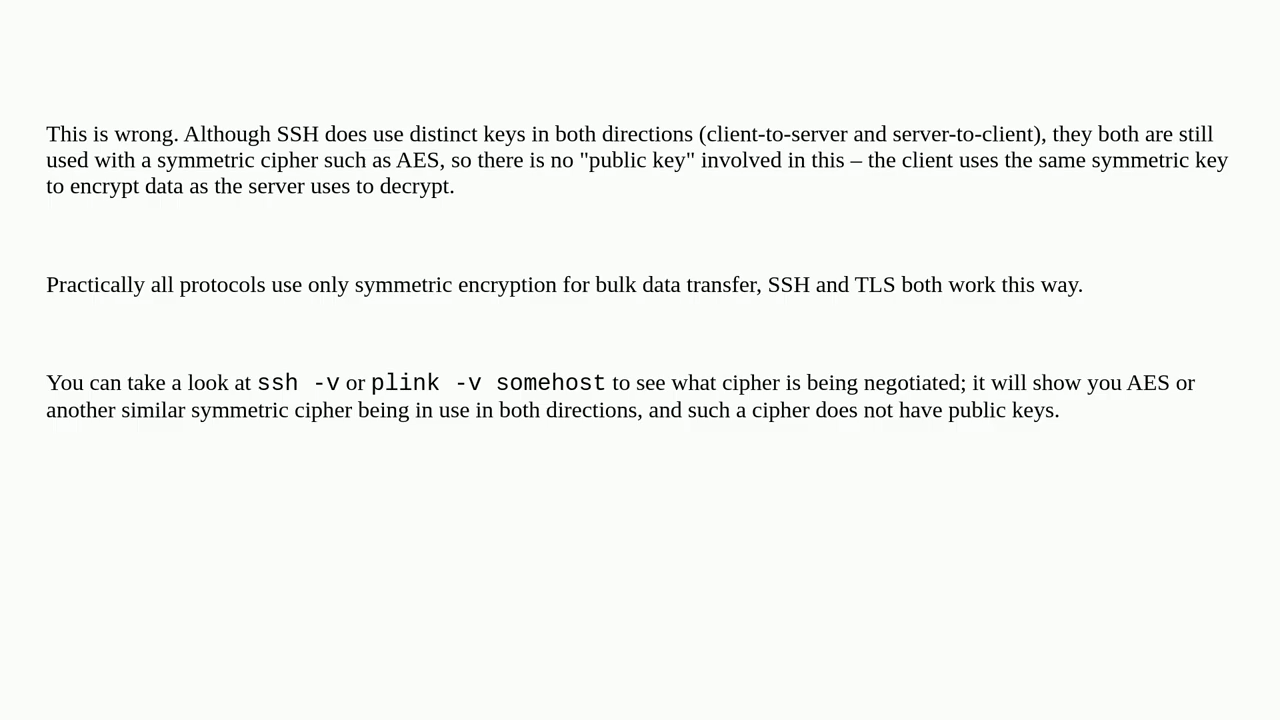 This is wrong. Although SSH does use distinct keys in both directions (client-to-server and server-to-client), they both are still
used with a symmetric cipher such as AES, so there is no "public key" involved in this – the client uses the same symmetric key
to encrypt data as the server uses to decrypt.
Practically all protocols use only symmetric encryption for bulk data transfer, SSH and TLS both work this way.
You can take a look at ssh -v or plink -v somehost to see what cipher is being negotiated; it will show you AES or
another similar symmetric cipher being in use in both directions, and such a cipher does not have public keys.